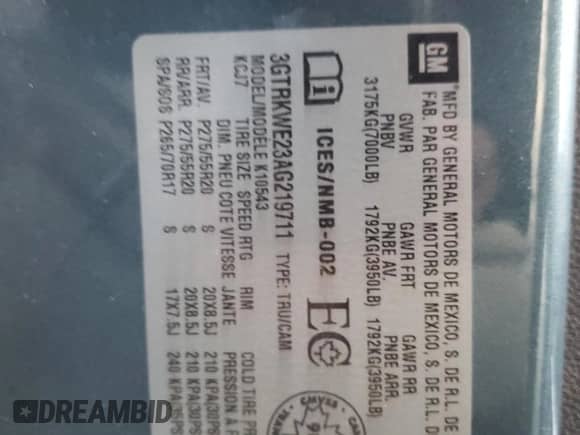 GM
MFD BY GENERAL MOTORS DE MEXICO, S. DE R.L. DE
FAB. PAR GENERAL MOTORS DE MEXICO, S. DE R.L. D
GVWR GAWR FRT GAWR RR
PNBV PNBE AV. PNBE ARR.
3175KG(7000LB) 1792KG(3950LB) 1792KG(3950LB)
i ICES/NMB-002 EC
3GTRKWE23AG219711 TYPE: TRU/CAM
MODEL/MODELE K10543
KCJ7 TIRE SIZE SPEED RTG RIM COLD TIRE PR
DIM. PNEU COTE VITESSE JANTE PRESSION A F
FRT/AV. P275/55R20 S 20X8.5J 210 KPA(30PS
RR/ARR. P275/55R20 S 20X8.5J 210 KPA(30PS
SPA/SOS P265/70R17 S 17X7.5J 240 KPA(35PS
CMVSS
DREAMBID